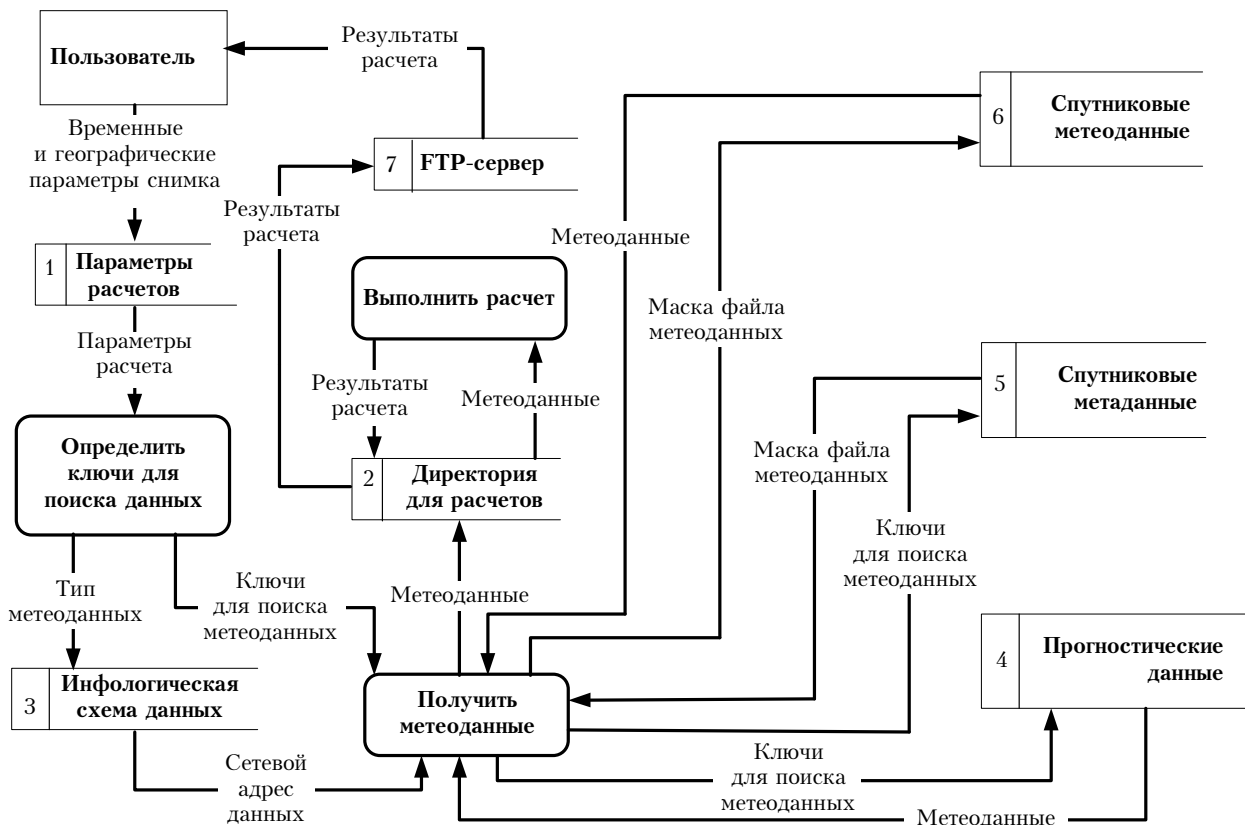 Пользователь
Результаты
расчета
Временные
и географические
параметры снимка
7
FTP-сервер
6
Спутниковые
метеоданные
Результаты
расчета
Метеоданные
1
Параметры
расчетов
Выполнить расчет
Маска файла
метеоданных
Параметры
расчета
Результаты
расчета
Метеоданные
5
Спутниковые
метаданные
Определить
ключи для
поиска данных
2
Директория
для расчетов
Маска файла
метеоданных
Ключи
для поиска
метеоданных
Тип
метеоданных
Ключи
для поиска
метеоданных
Метеоданные
4
Прогностические
данные
3
Инфологическая
схема данных
Получить
метеоданные
Сетевой
адрес
данных
Ключи
для поиска
метеоданных
Метеоданные